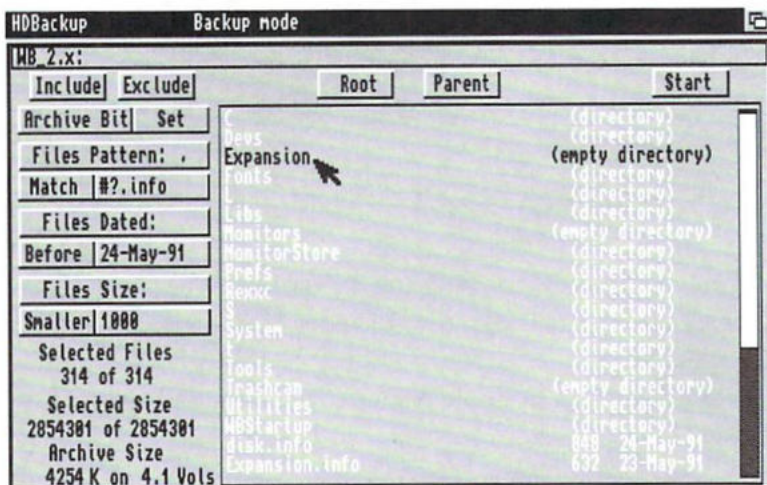 HDBackup Backup mode
WB_2.x:
Include Exclude Root Parent Start
Archive Bit Set
Files Pattern:
Match #?.info
Files Dated:
Before 24-May-91
Files Size:
Smaller 1000
Selected Files
314 of 314
Selected Size
2854301 of 2854301
Archive Size
4254 K on 4.1 Vols
C (directory)
Devs (directory)
Expansion (empty directory)
Fonts (directory)
L (directory)
Libs (directory)
Monitors (empty directory)
MonitorStore (directory)
Prefs (directory)
Rexxc (directory)
S (directory)
System (directory)
(directory)
Tools (directory)
Trashcan (empty directory)
Utilities (directory)
WBStartup (directory)
disk.info 848 24-May-91
Expansion.info 632 23-May-91